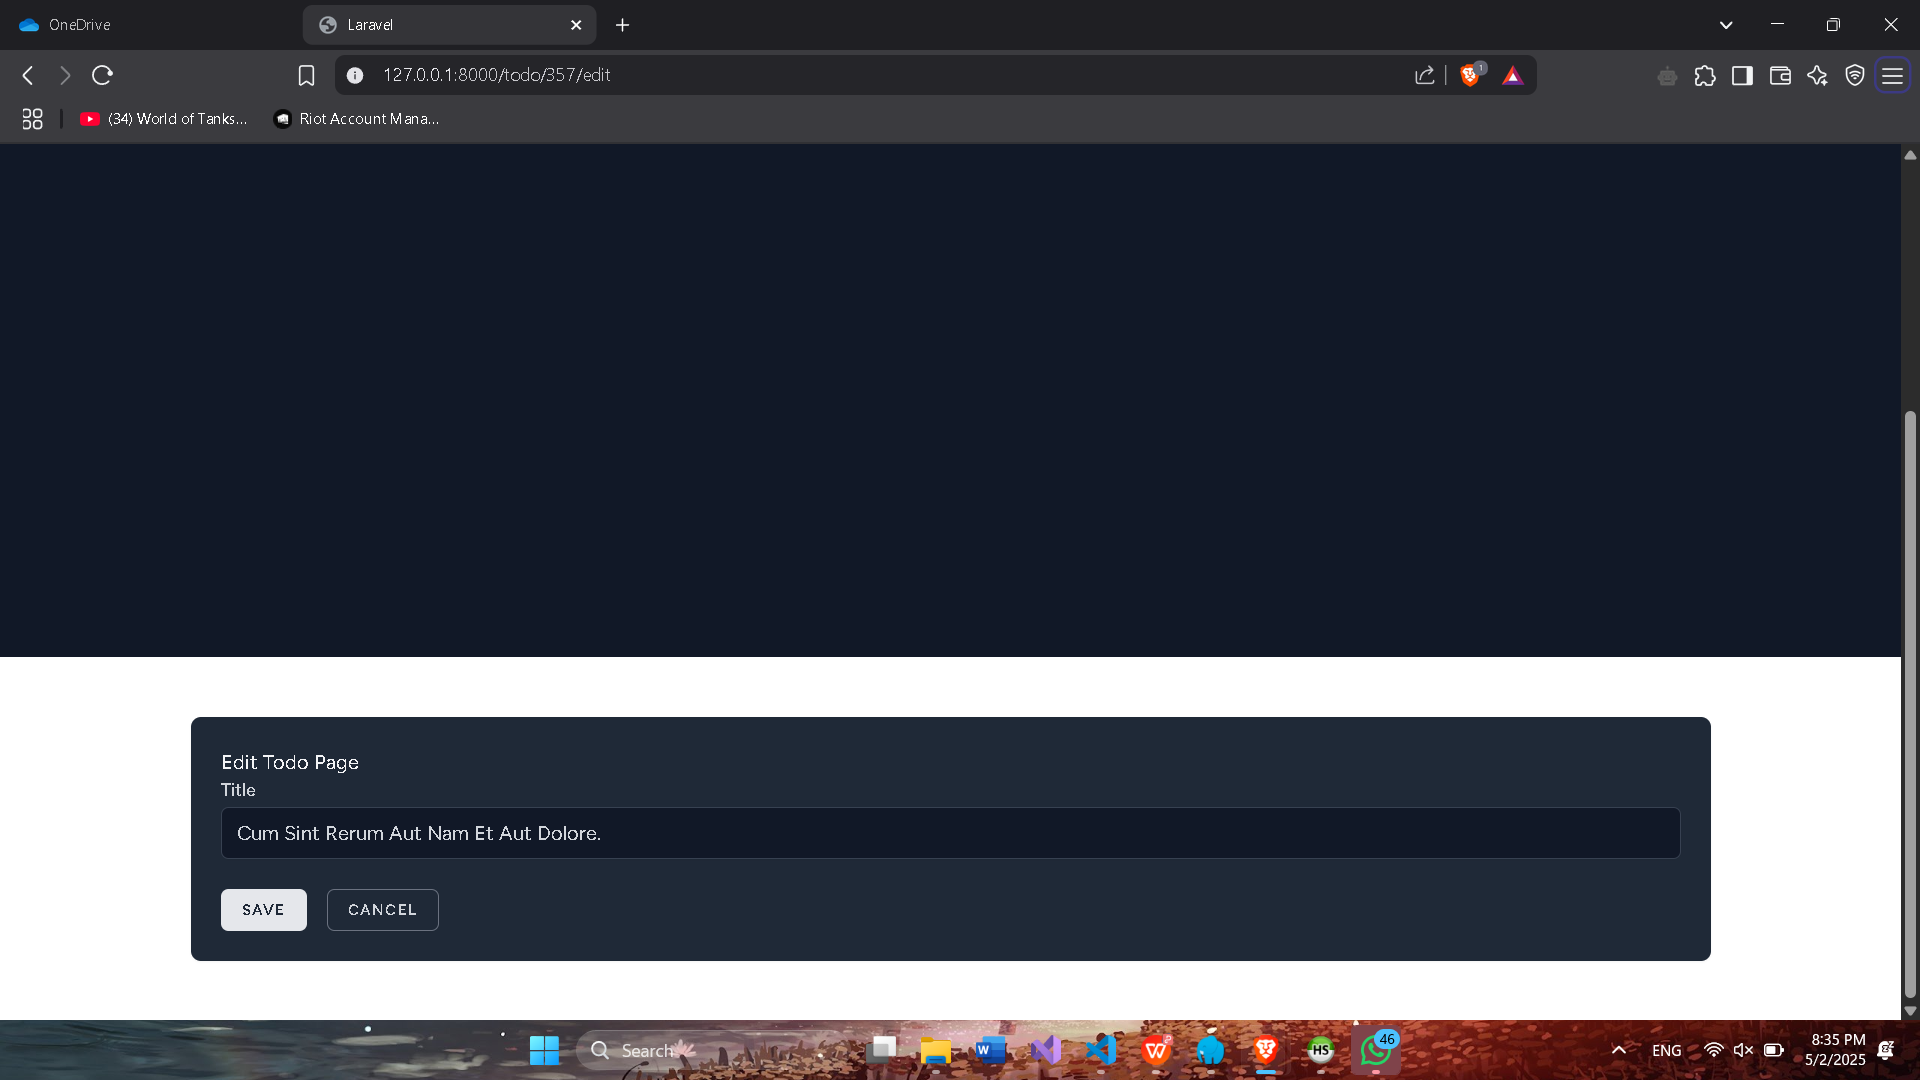 OneDrive
Laravel
127.0.0.1:8000/todo/357/edit
1
(34) World of Tanks...
Riot Account Mana...
Edit Todo Page
Title
Cum Sint Rerum Aut Nam Et Aut Dolore.
SAVE
CANCEL
Search
W
HS
46
ENG
8:35 PM
5/2/2025